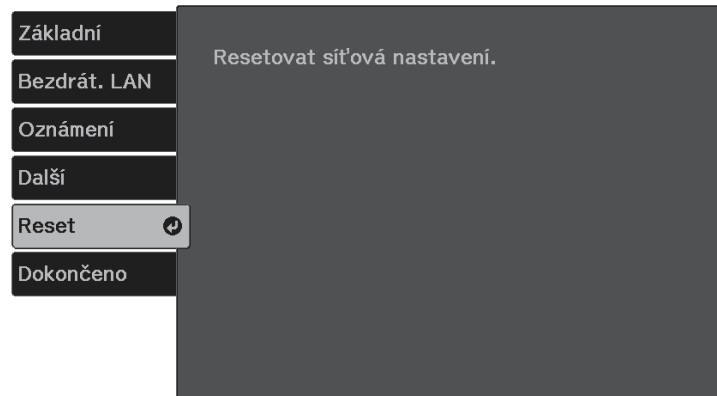 Základní
Bezdrát. LAN
Oznámení
Další
Reset
Dokončeno
Resetovat síťová nastavení.